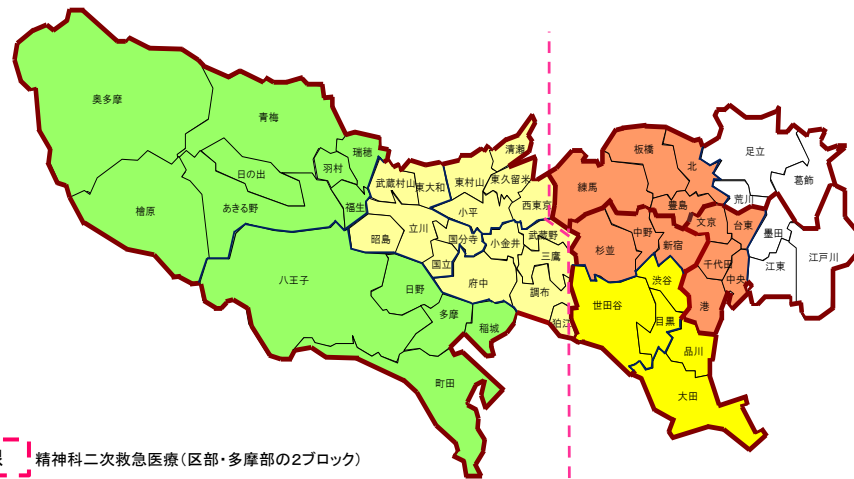 奥多摩
青梅
瑞穂
羽村
日の出
あきる野
福生
檜原
八王子
日野
多摩
稲城
町田
武蔵村山
東大和
東村山
清瀬
東久留米
小平
西東京
昭島
立川
国分寺
小金井
武蔵野
三鷹
国立
府中
調布
狛江
練馬
板橋
北
豊島
文京
台東
杉並
中野
新宿
千代田
中央
港
渋谷
世田谷
目黒
品川
大田
足立
葛飾
荒川
墨田
江東
江戸川
精神科二次救急医療(区部・多摩部の2ブロック)